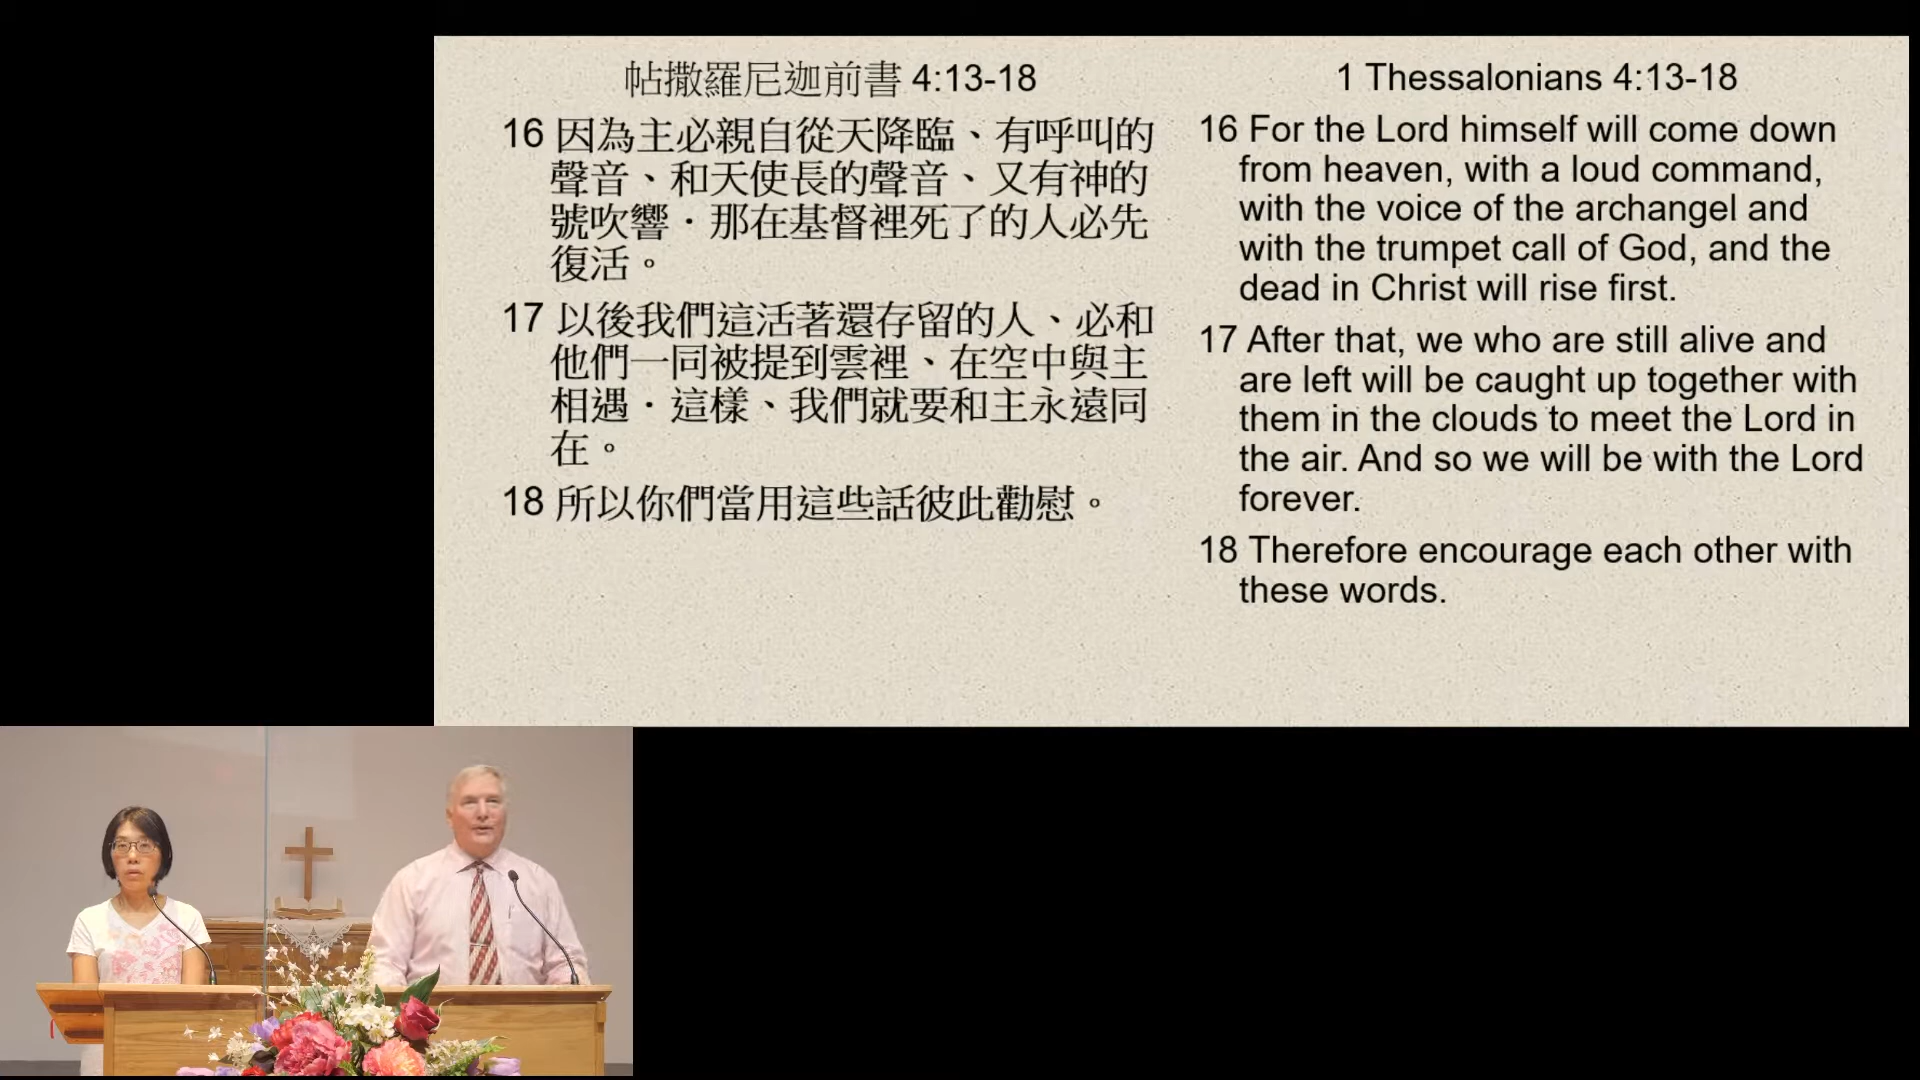 帖撒羅尼迦前書 4:13-18
16 因為主必親自從天降臨、有呼叫的
聲音、和天使長的聲音、又有神的
號吹響．那在基督裡死了的人必先
復活。
17 以後我們這活著還存留的人、必和
他們一同被提到雲裡、在空中與主
相遇．這樣、我們就要和主永遠同
在。
18 所以你們當用這些話彼此勸慰。
1 Thessalonians 4:13-18
16 For the Lord himself will come down
from heaven, with a loud command,
with the voice of the archangel and
with the trumpet call of God, and the
dead in Christ will rise first.
17 After that, we who are still alive and
are left will be caught up together with
them in the clouds to meet the Lord in
the air. And so we will be with the Lord
forever.
18 Therefore encourage each other with
these words.